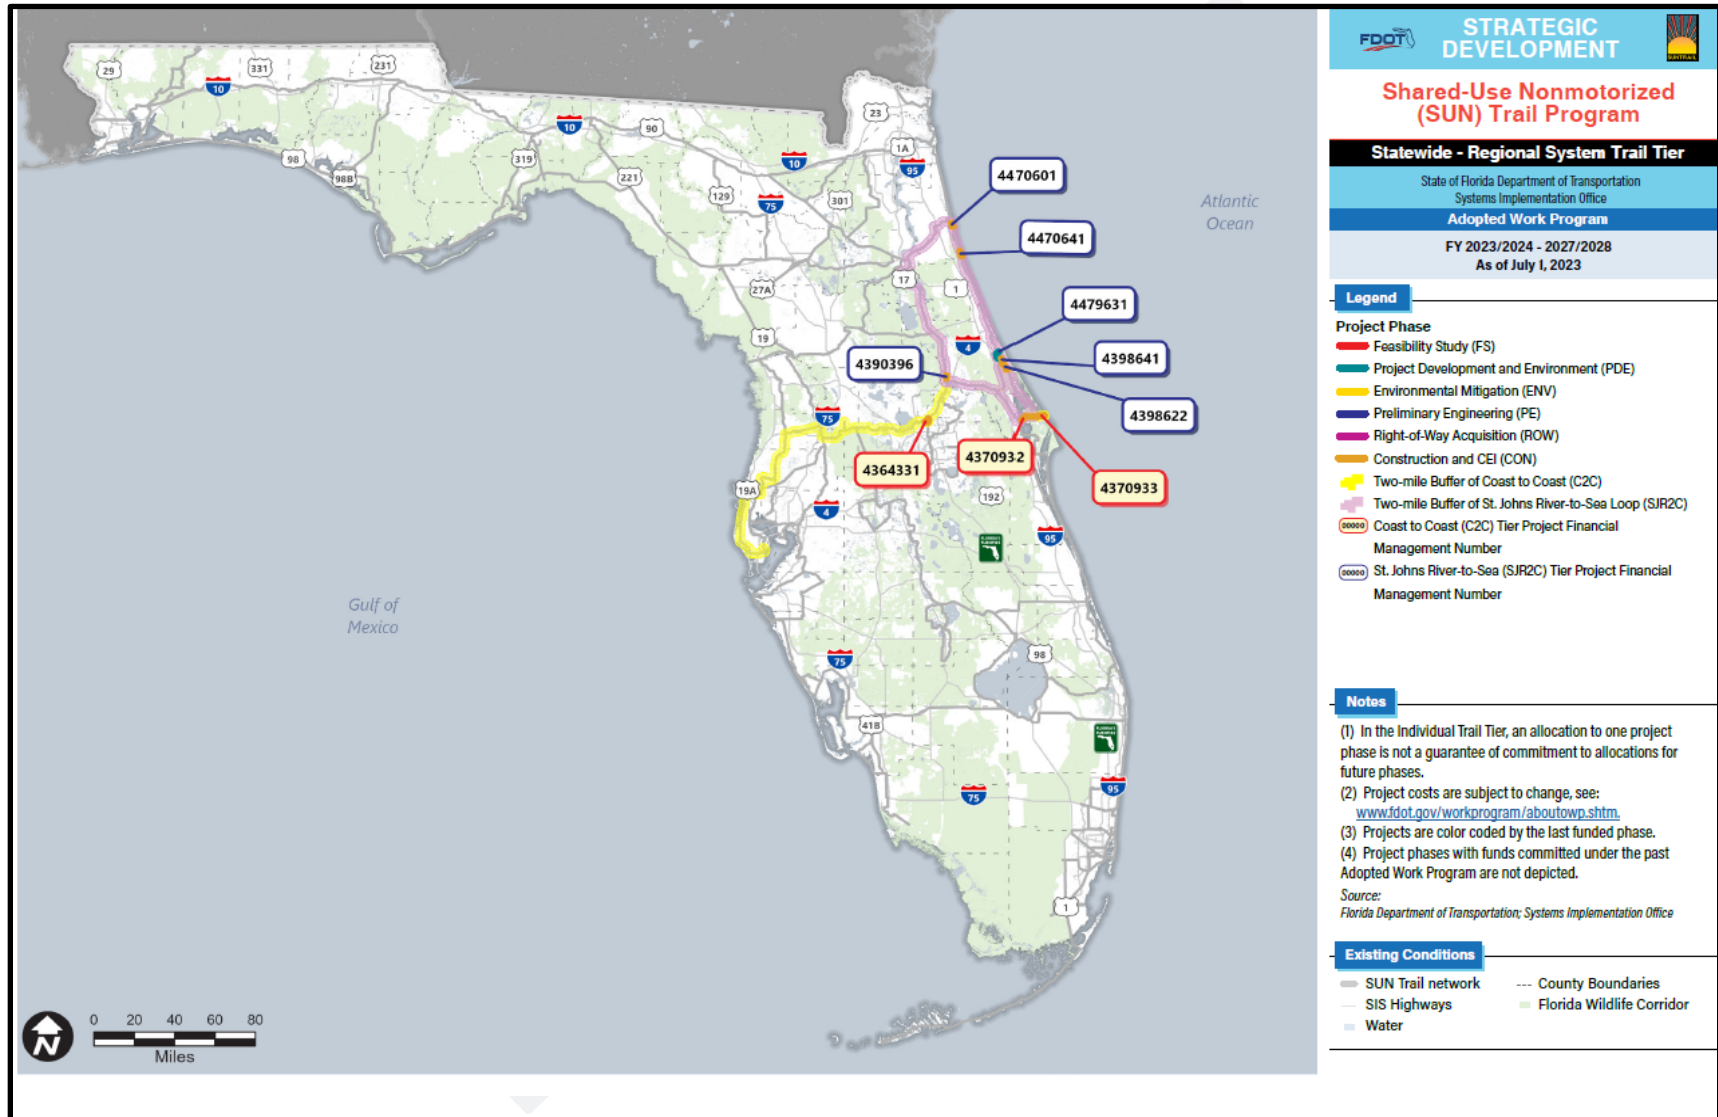 29
331
231
10
10
90
98
98B
319
221
129
10
75
301
23
1A
95
4470601
4470641
Atlantic
Ocean
17
1
27A
19
4479631
4
4398641
4390396
4398622
75
4364331
4370932
4370933
19A
192
4
95
Gulf of
Mexico
75
98
41B
75
95
1
N
0 20 40 60 80
Miles
FDOT
STRATEGIC
DEVELOPMENT
SUNTRAIL
Shared-Use Nonmotorized
(SUN) Trail Program
Statewide - Regional System Trail Tier
State of Florida Department of Transportation
Systems Implementation Office
Adopted Work Program
FY 2023/2024 - 2027/2028
As of July 1, 2023
Legend
Project Phase
Feasibility Study (FS)
Project Development and Environment (PDE)
Environmental Mitigation (ENV)
Preliminary Engineering (PE)
Right-of-Way Acquisition (ROW)
Construction and CEI (CON)
Two-mile Buffer of Coast to Coast (C2C)
Two-mile Buffer of St. Johns River-to-Sea Loop (SJR2C)
00000 Coast to Coast (C2C) Tier Project Financial
Management Number
00000 St. Johns River-to-Sea (SJR2C) Tier Project Financial
Management Number
Notes
(1) In the Individual Trail Tier, an allocation to one project
phase is not a guarantee of commitment to allocations for
future phases.
(2) Project costs are subject to change, see:
www.fdot.gov/workprogram/aboutowp.shtm.
(3) Projects are color coded by the last funded phase.
(4) Project phases with funds committed under the past
Adopted Work Program are not depicted.
Source:
Florida Department of Transportation; Systems Implementation Office
Existing Conditions
SUN Trail network --- County Boundaries
SIS Highways Florida Wildlife Corridor
Water